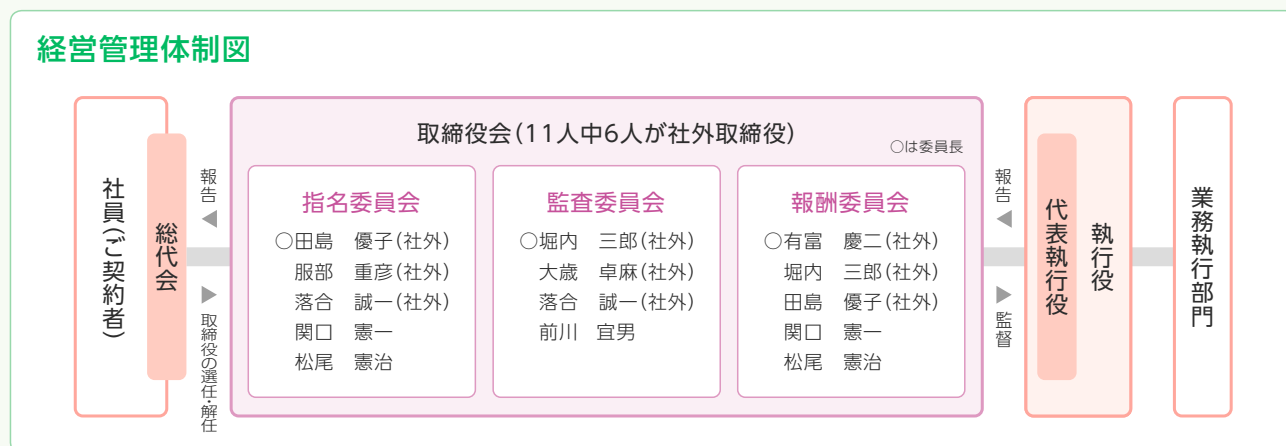 経営管理体制図
社員（ご契約者）
総代会
報告
◀
▶
取締役の選任・解任
取締役会（11人中6人が社外取締役）
○は委員長
指名委員会
○田島　優子（社外）
服部　重彦（社外）
落合　誠一（社外）
関口　憲一
松尾　憲治
監査委員会
○堀内　三郎（社外）
大歳　卓麻（社外）
落合　誠一（社外）
前川　宜男
報酬委員会
○有富　慶二（社外）
堀内　三郎（社外）
田島　優子（社外）
関口　憲一
松尾　憲治
報告
◀
▶
監督
代表執行役
執行役
業務執行部門